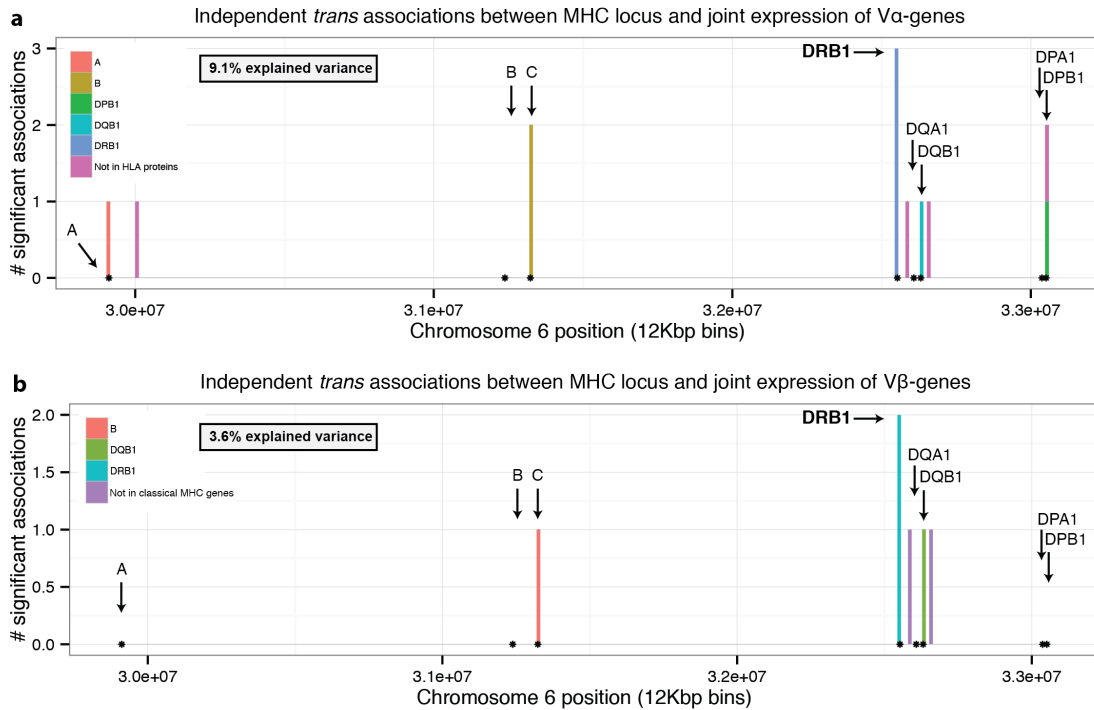 a
Independent trans associations between MHC locus and joint expression of Vα-genes
# significant associations
3
2
1
0
A
B
DPB1
DQB1
DRB1
Not in HLA proteins
9.1% explained variance
A
B C
DRB1
DQA1
DQB1
DPA1
DPB1
3.0e+07 3.1e+07 3.2e+07 3.3e+07
Chromosome 6 position (12Kbp bins)
b
Independent trans associations between MHC locus and joint expression of Vβ-genes
# significant associations
2.0
1.5
1.0
0.5
0.0
B
DQB1
DRB1
Not in classical MHC genes
3.6% explained variance
A
B C
DRB1
DQA1
DQB1
DPA1
DPB1
3.0e+07 3.1e+07 3.2e+07 3.3e+07
Chromosome 6 position (12Kbp bins)